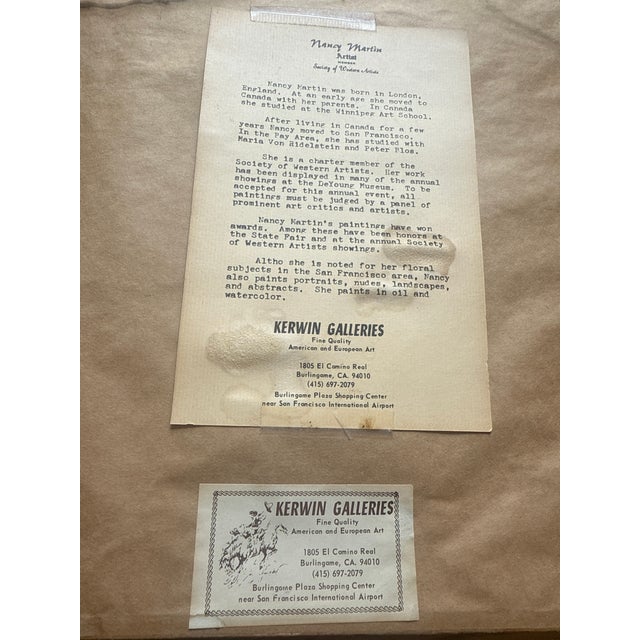 Nancy Martin
Artist
MEMBER
Society of Western Artists
Nancy Martin was born in London,
England. At an early age she moved to
Canada with her parents. In Canada
she studied at the Winnipeg Art School.
After living in Canada for a few
years Nancy moved to San Francisco.
In the Pay Area, she has studied with
Maria Von Ridelstein and Peter Blos.
She is a charter member of the
Society of Western Artists. Her work
has been displayed in many of the annual
showings at the DeYoung Museum. To be
accepted for this annual event, all
paintings must be judged by a panel of
prominent art critics and artists.
Nancy Martin's paintings have won
awards. Among these have been honors at
the State Fair and at the annual Society
of Western Artists showings.
Altho she is noted for her floral
subjects in the San Francisco area, Nancy
also paints portraits, nudes, landscapes,
and abstracts. She paints in oil and
watercolor.
KERWIN GALLERIES
Fine Quality
American and European Art
1805 El Camino Real
Burlingame, CA. 94010
(415) 697-2079
Burlingame Plaza Shopping Center
near San Francisco International Airport
KERWIN GALLERIES
Fine Quality
American and European Art
1805 El Camino Real
Burlingame, CA. 94010
(415) 697-2079
Burlingame Plaza Shopping Center
near San Francisco International Airport